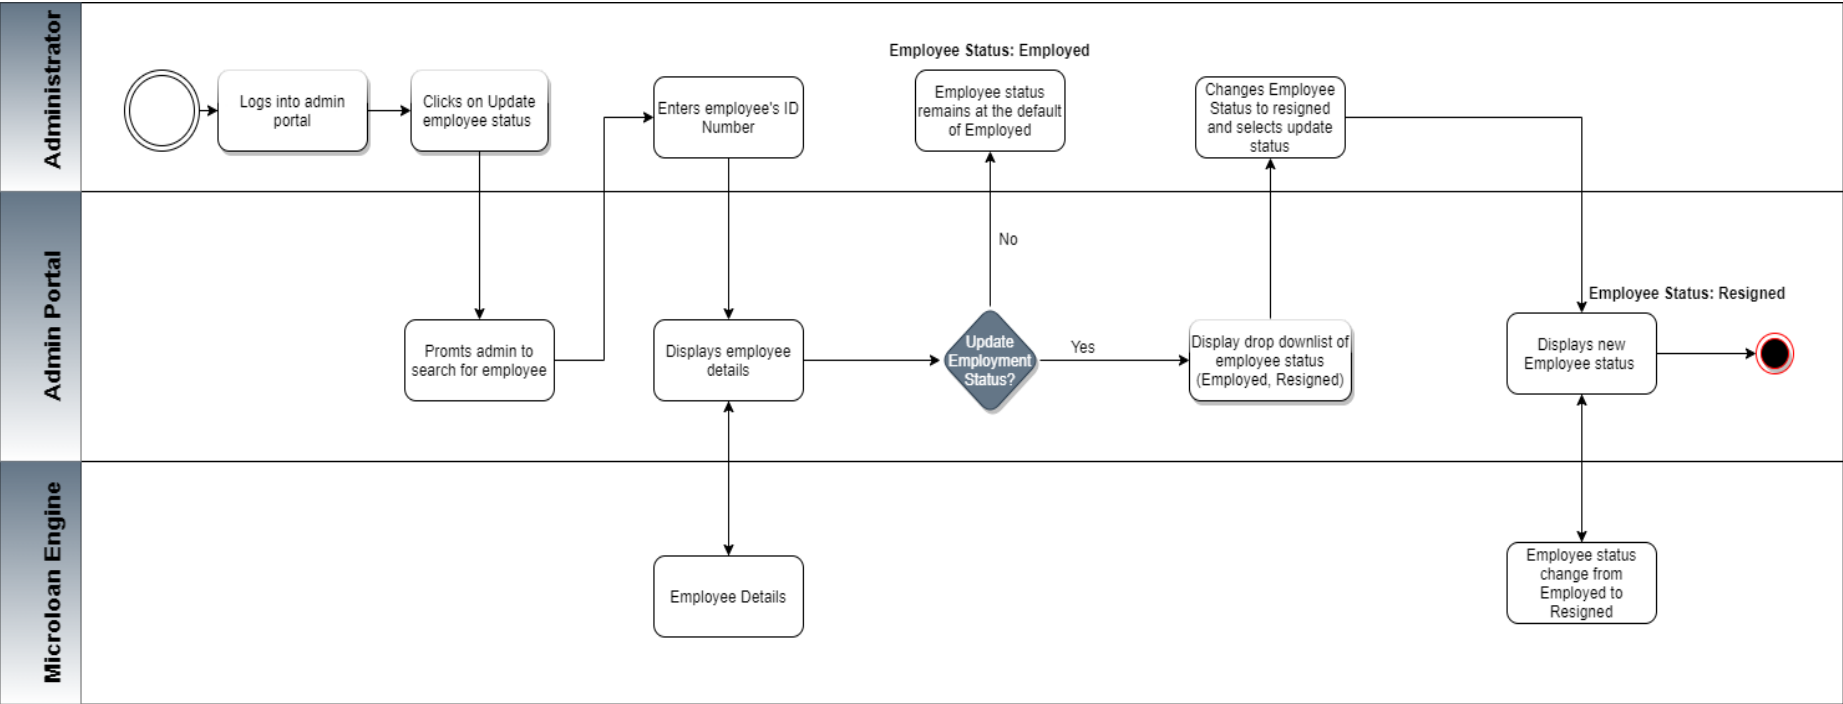 Administrator
Employee Status: Employed
Logs into admin
portal
Clicks on Update
employee status
Enters employee's ID
Number
Employee status
remains at the default
of Employed
Changes Employee
Status to resigned
and selects update
status
Admin Portal
No
Employee Status: Resigned
Promts admin to
search for employee
Displays employee
details
Update
Employment
Status?
Yes
Display drop downlist of
employee status
(Employed, Resigned)
Displays new
Employee status
Microloan Engine
Employee Details
Employee status
change from
Employed to
Resigned